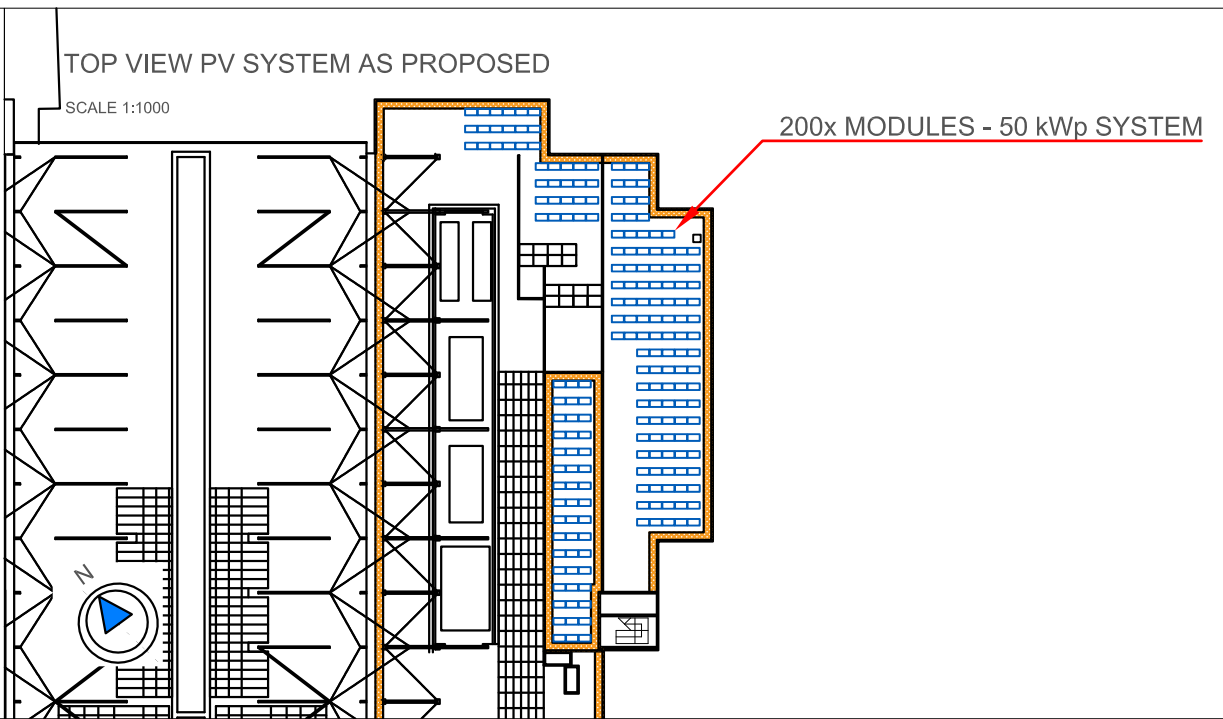 TOP VIEW PV SYSTEM AS PROPOSED
SCALE 1:1000
200x MODULES - 50 kWp SYSTEM
N